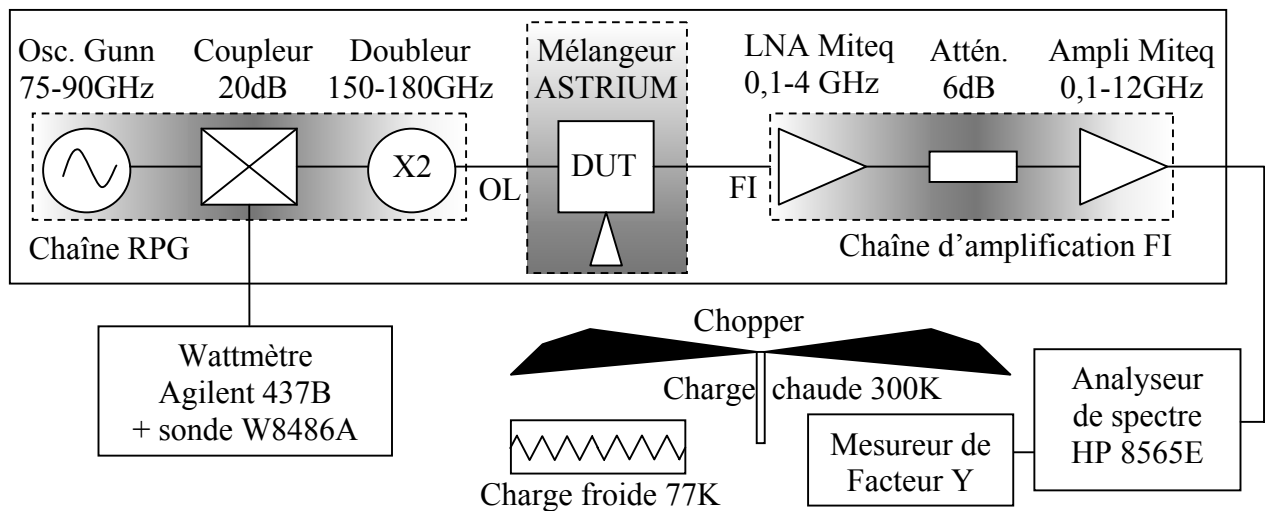 Osc. Gunn
75-90GHz
Coupleur
20dB
Doubleur
150-180GHz
Mélangeur
ASTRIUM
LNA Miteq
0,1-4 GHz
Attén.
6dB
Ampli Miteq
0,1-12GHz
X2
OL
DUT
FI
Chaîne RPG
Chaîne d’amplification FI
Wattmètre
Agilent 437B
+ sonde W8486A
Chopper
Charge chaude 300K
Charge froide 77K
Mesureur de
Facteur Y
Analyseur
de spectre
HP 8565E